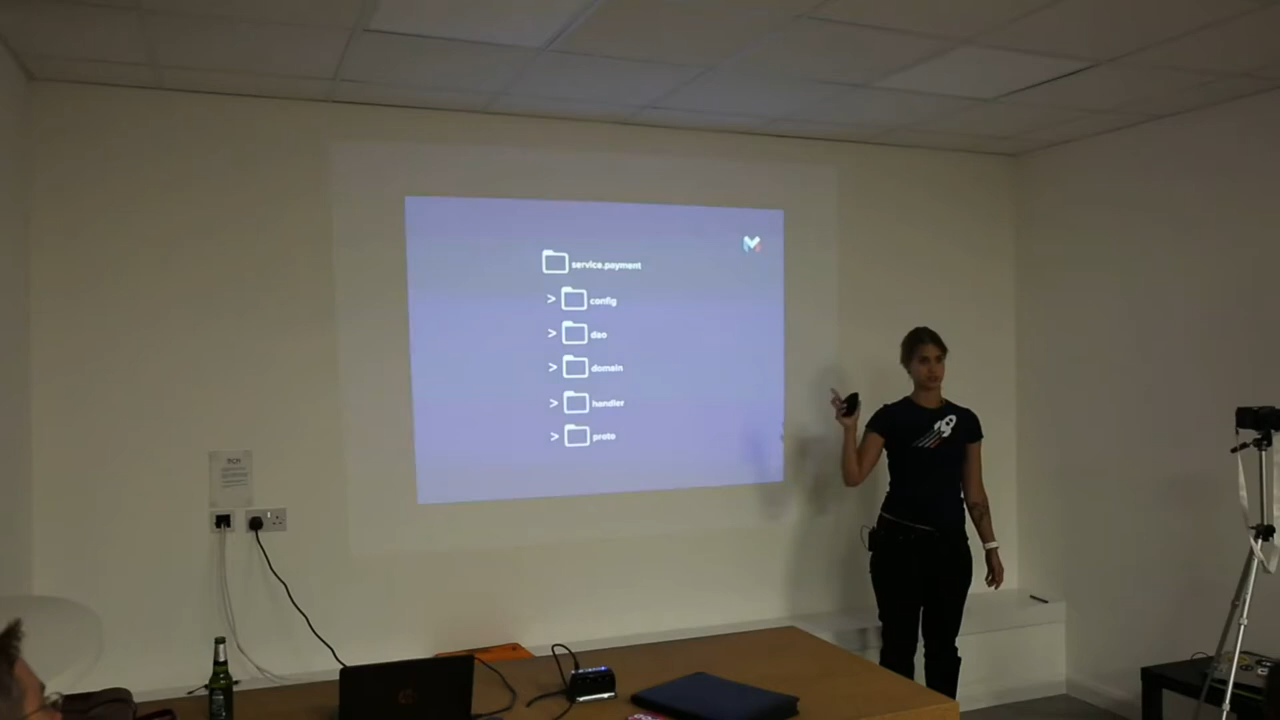 service.payment
> config
> dao
> domain
> handler
> proto